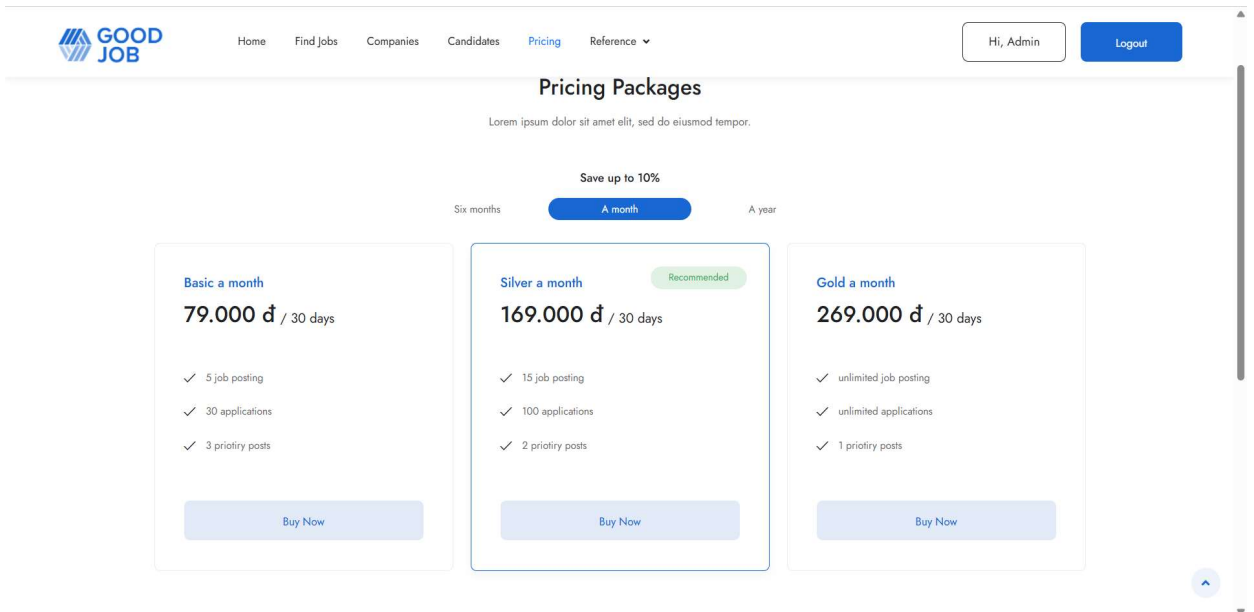 GOOD
JOB
Home Find Jobs Companies Candidates Pricing Reference
Hi, Admin
Logout
Pricing Packages
Lorem ipsum dolor sit amet elit, sed do eiusmod tempor.
Save up to 10%
Six months A month A year
Basic a month
79.000 đ / 30 days
5 job posting
30 applications
3 priotiry posts
Buy Now
Silver a month
Recommended
169.000 đ / 30 days
15 job posting
100 applications
2 priotiry posts
Buy Now
Gold a month
269.000 đ / 30 days
unlimited job posting
unlimited applications
1 priotiry posts
Buy Now